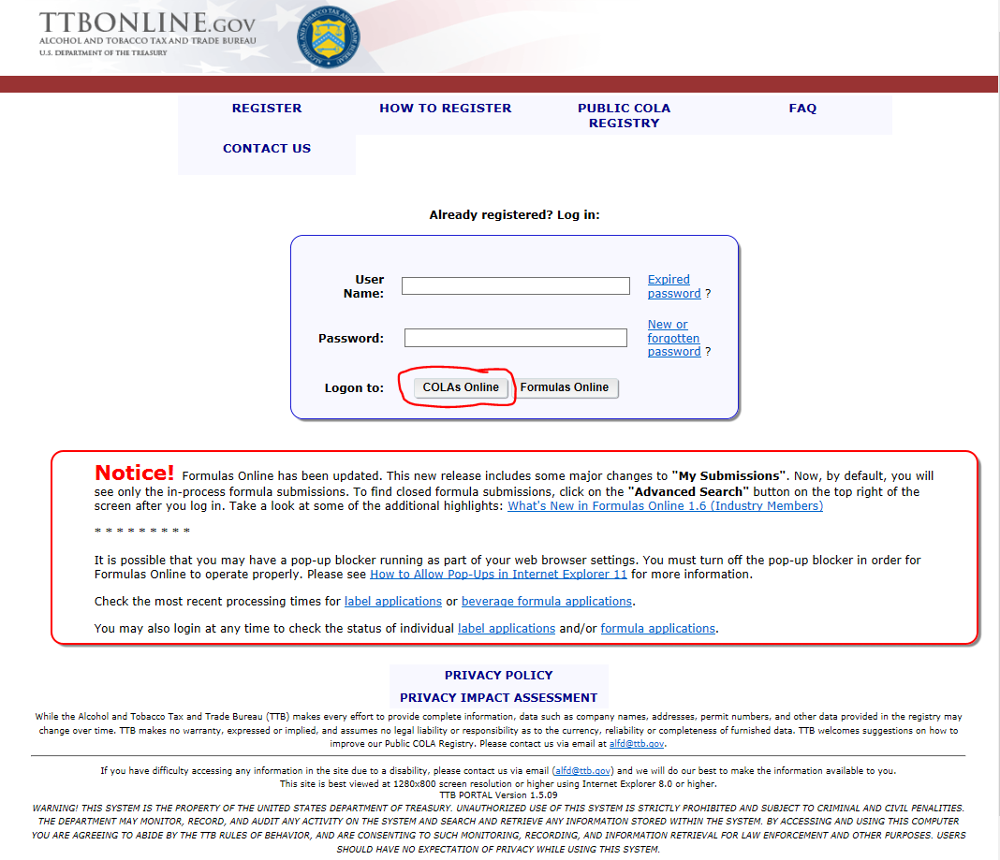 TTBONLINE.GOV
ALCOHOL AND TOBACCO TAX AND TRADE BUREAU
U.S. DEPARTMENT OF THE TREASURY
REGISTER
HOW TO REGISTER
PUBLIC COLA
REGISTRY
FAQ
CONTACT US
Already registered? Log in:
User
Name:
Expired
password ?
Password:
New or
forgotten
password ?
Logon to:
COLAs Online
Formulas Online
Notice! Formulas Online has been updated. This new release includes some major changes to "My Submissions". Now, by default, you will
see only the in-process formula submissions. To find closed formula submissions, click on the "Advanced Search" button on the top right of the
screen after you log in. Take a look at some of the additional highlights: What's New in Formulas Online 1.6 (Industry Members)
* * * * * * * * *
It is possible that you may have a pop-up blocker running as part of your web browser settings. You must turn off the pop-up blocker in order for
Formulas Online to operate properly. Please see How to Allow Pop-Ups in Internet Explorer 11 for more information.
Check the most recent processing times for label applications or beverage formula applications.
You may also login at any time to check the status of individual label applications and/or formula applications.
PRIVACY POLICY
PRIVACY IMPACT ASSESSMENT
While the Alcohol and Tobacco Tax and Trade Bureau (TTB) makes every effort to provide complete information, data such as company names, addresses, permit numbers, and other data provided in the registry may
change over time. TTB makes no warranty, expressed or implied, and assumes no legal liability or responsibility as to the currency, reliability or completeness of furnished data. TTB welcomes suggestions on how to
improve our Public COLA Registry. Please contact us via email at alfd@ttb.gov.
If you have difficulty accessing any information in the site due to a disability, please contact us via email (alfd@ttb.gov) and we will do our best to make the information available to you.
This site is best viewed at 1280x800 screen resolution or higher using Internet Explorer 8.0 or higher.
TTB PORTAL Version 1.5.09
WARNING! THIS SYSTEM IS THE PROPERTY OF THE UNITED STATES DEPARTMENT OF TREASURY. UNAUTHORIZED USE OF THIS SYSTEM IS STRICTLY PROHIBITED AND SUBJECT TO CRIMINAL AND CIVIL PENALITIES.
THE DEPARTMENT MAY MONITOR, RECORD, AND AUDIT ANY ACTIVITY ON THE SYSTEM AND SEARCH AND RETRIEVE ANY INFORMATION STORED WITHIN THE SYSTEM. BY ACCESSING AND USING THIS COMPUTER
YOU ARE AGREEING TO ABIDE BY THE TTB RULES OF BEHAVIOR, AND ARE CONSENTING TO SUCH MONITORING, RECORDING, AND INFORMATION RETRIEVAL FOR LAW ENFORCEMENT AND OTHER PURPOSES. USERS
SHOULD HAVE NO EXPECTATION OF PRIVACY WHILE USING THIS SYSTEM.